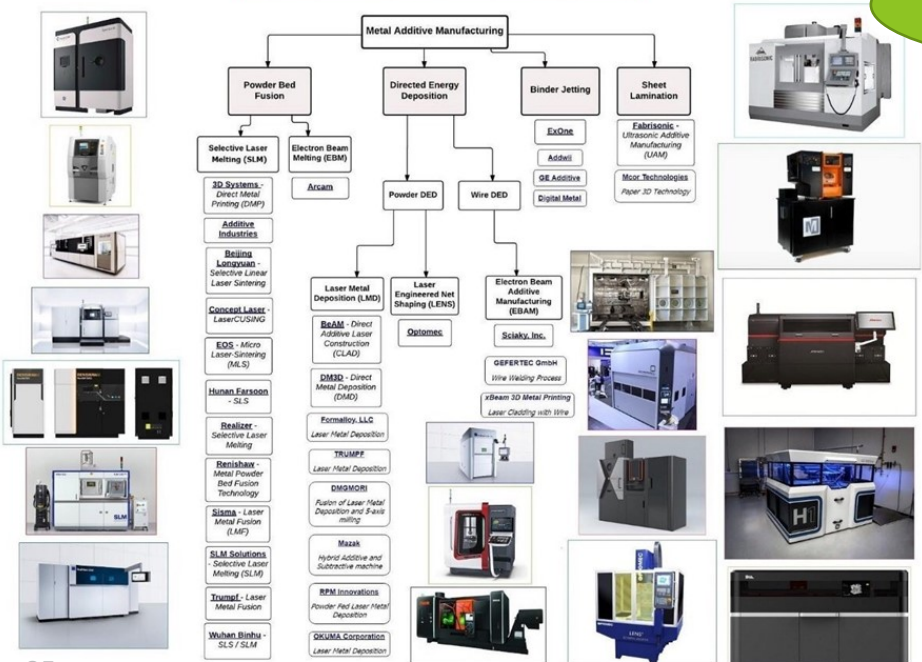 Metal Additive Manufacturing
Powder Bed
Fusion
Directed Energy
Deposition
Binder Jetting
Sheet
Lamination
Selective Laser
Melting (SLM)
Electron Beam
Melting (EBM)
3D Systems -
Direct Metal
Printing (DMP)
Additive
Industries
Beijing
Longyuan -
Selective Linear
Laser Sintering
Concept Laser -
LaserCUSING
EOS - Micro
Laser-Sintering
(MLS)
Hunan Farsoon
- SLS
Realizer -
Selective Laser
Melting
Renishaw -
Metal Powder
Bed Fusion
Technology
Sisma - Laser
Metal Fusion
(LMF)
SLM Solutions
- Selective Laser
Melting (SLM)
Trumpf - Laser
Metal Fusion
Wuhan Binhu -
SLS / SLM
Arcam
Powder DED
Wire DED
Laser Metal
Deposition (LMD)
Laser
Engineered Net
Shaping (LENS)
Electron Beam
Additive
Manufacturing
(EBAM)
BeAM - Direct
Additive Laser
Construction
(CLAD)
DM3D - Direct
Metal Deposition
(DMD)
Formalloy, LLC
Laser Metal Deposition
TRUMPF
Laser Metal Deposition
DMGMORI
Fusion of Laser Metal
Deposition and 5-axis
milling
Mazak
Hybrid Additive and
Subtractive machine
RPM Innovations
Powder Fed Laser Metal
Deposition
OKUMA Corporation
Laser Metal Deposition
Optomec
Sciaky, Inc.
GEFERTEC GmbH
Wire Welding Process
xBeam 3D Metal Printing
Laser Cladding with Wire
ExOne
Addwii
GE Additive
Digital Metal
Fabrisonic -
Ultrasonic Additive
Manufacturing
(UAM)
Mcor Technologies
Paper 3D Technology
FABRISONIC
SLM
LENS
H1